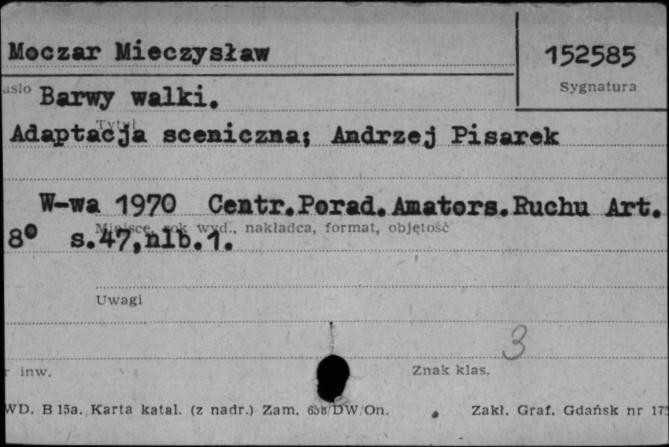 Moczar Mieczysław
152585
Sygnatura
asło Barwy walki.
Tytuł
Adaptacja sceniczna; Andrzej Pisarek
W-wa 1970 Centr.Porad.Amators.Ruchu Art.
Miejsce, rok wyd., nakładca, format, objętość
8° s.47,nlb.1.
Uwagi
3
r inw.
Znak klas.
WD. B 15a. Karta katal. (z nadr.) Zam. DW/On.
Zakł. Graf. Gdańsk nr 175